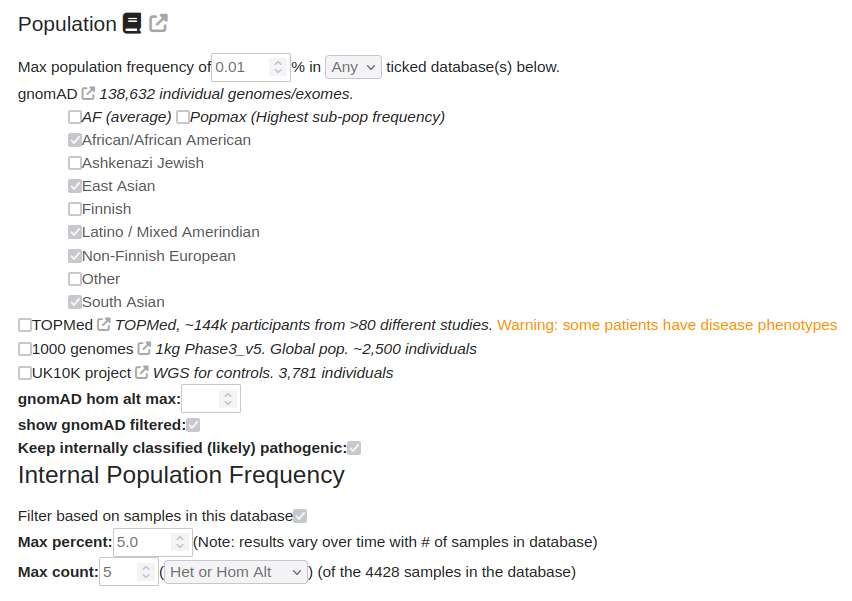 Population
Max population frequency of 0.01 % in Any ticked database(s) below.
gnomAD 138,632 individual genomes/exomes.
AF (average) Popmax (Highest sub-pop frequency)
African/African American
Ashkenazi Jewish
East Asian
Finnish
Latino / Mixed Amerindian
Non-Finnish European
Other
South Asian
TOPMed TOPMed, ~144k participants from >80 different studies. Warning: some patients have disease phenotypes
1000 genomes 1kg Phase3_v5. Global pop. ~2,500 individuals
UK10K project WGS for controls. 3,781 individuals
gnomAD hom alt max:
show gnomAD filtered:
Keep internally classified (likely) pathogenic:
Internal Population Frequency
Filter based on samples in this database
Max percent: 5.0 (Note: results vary over time with # of samples in database)
Max count: 5 ( Het or Hom Alt ) (of the 4428 samples in the database)